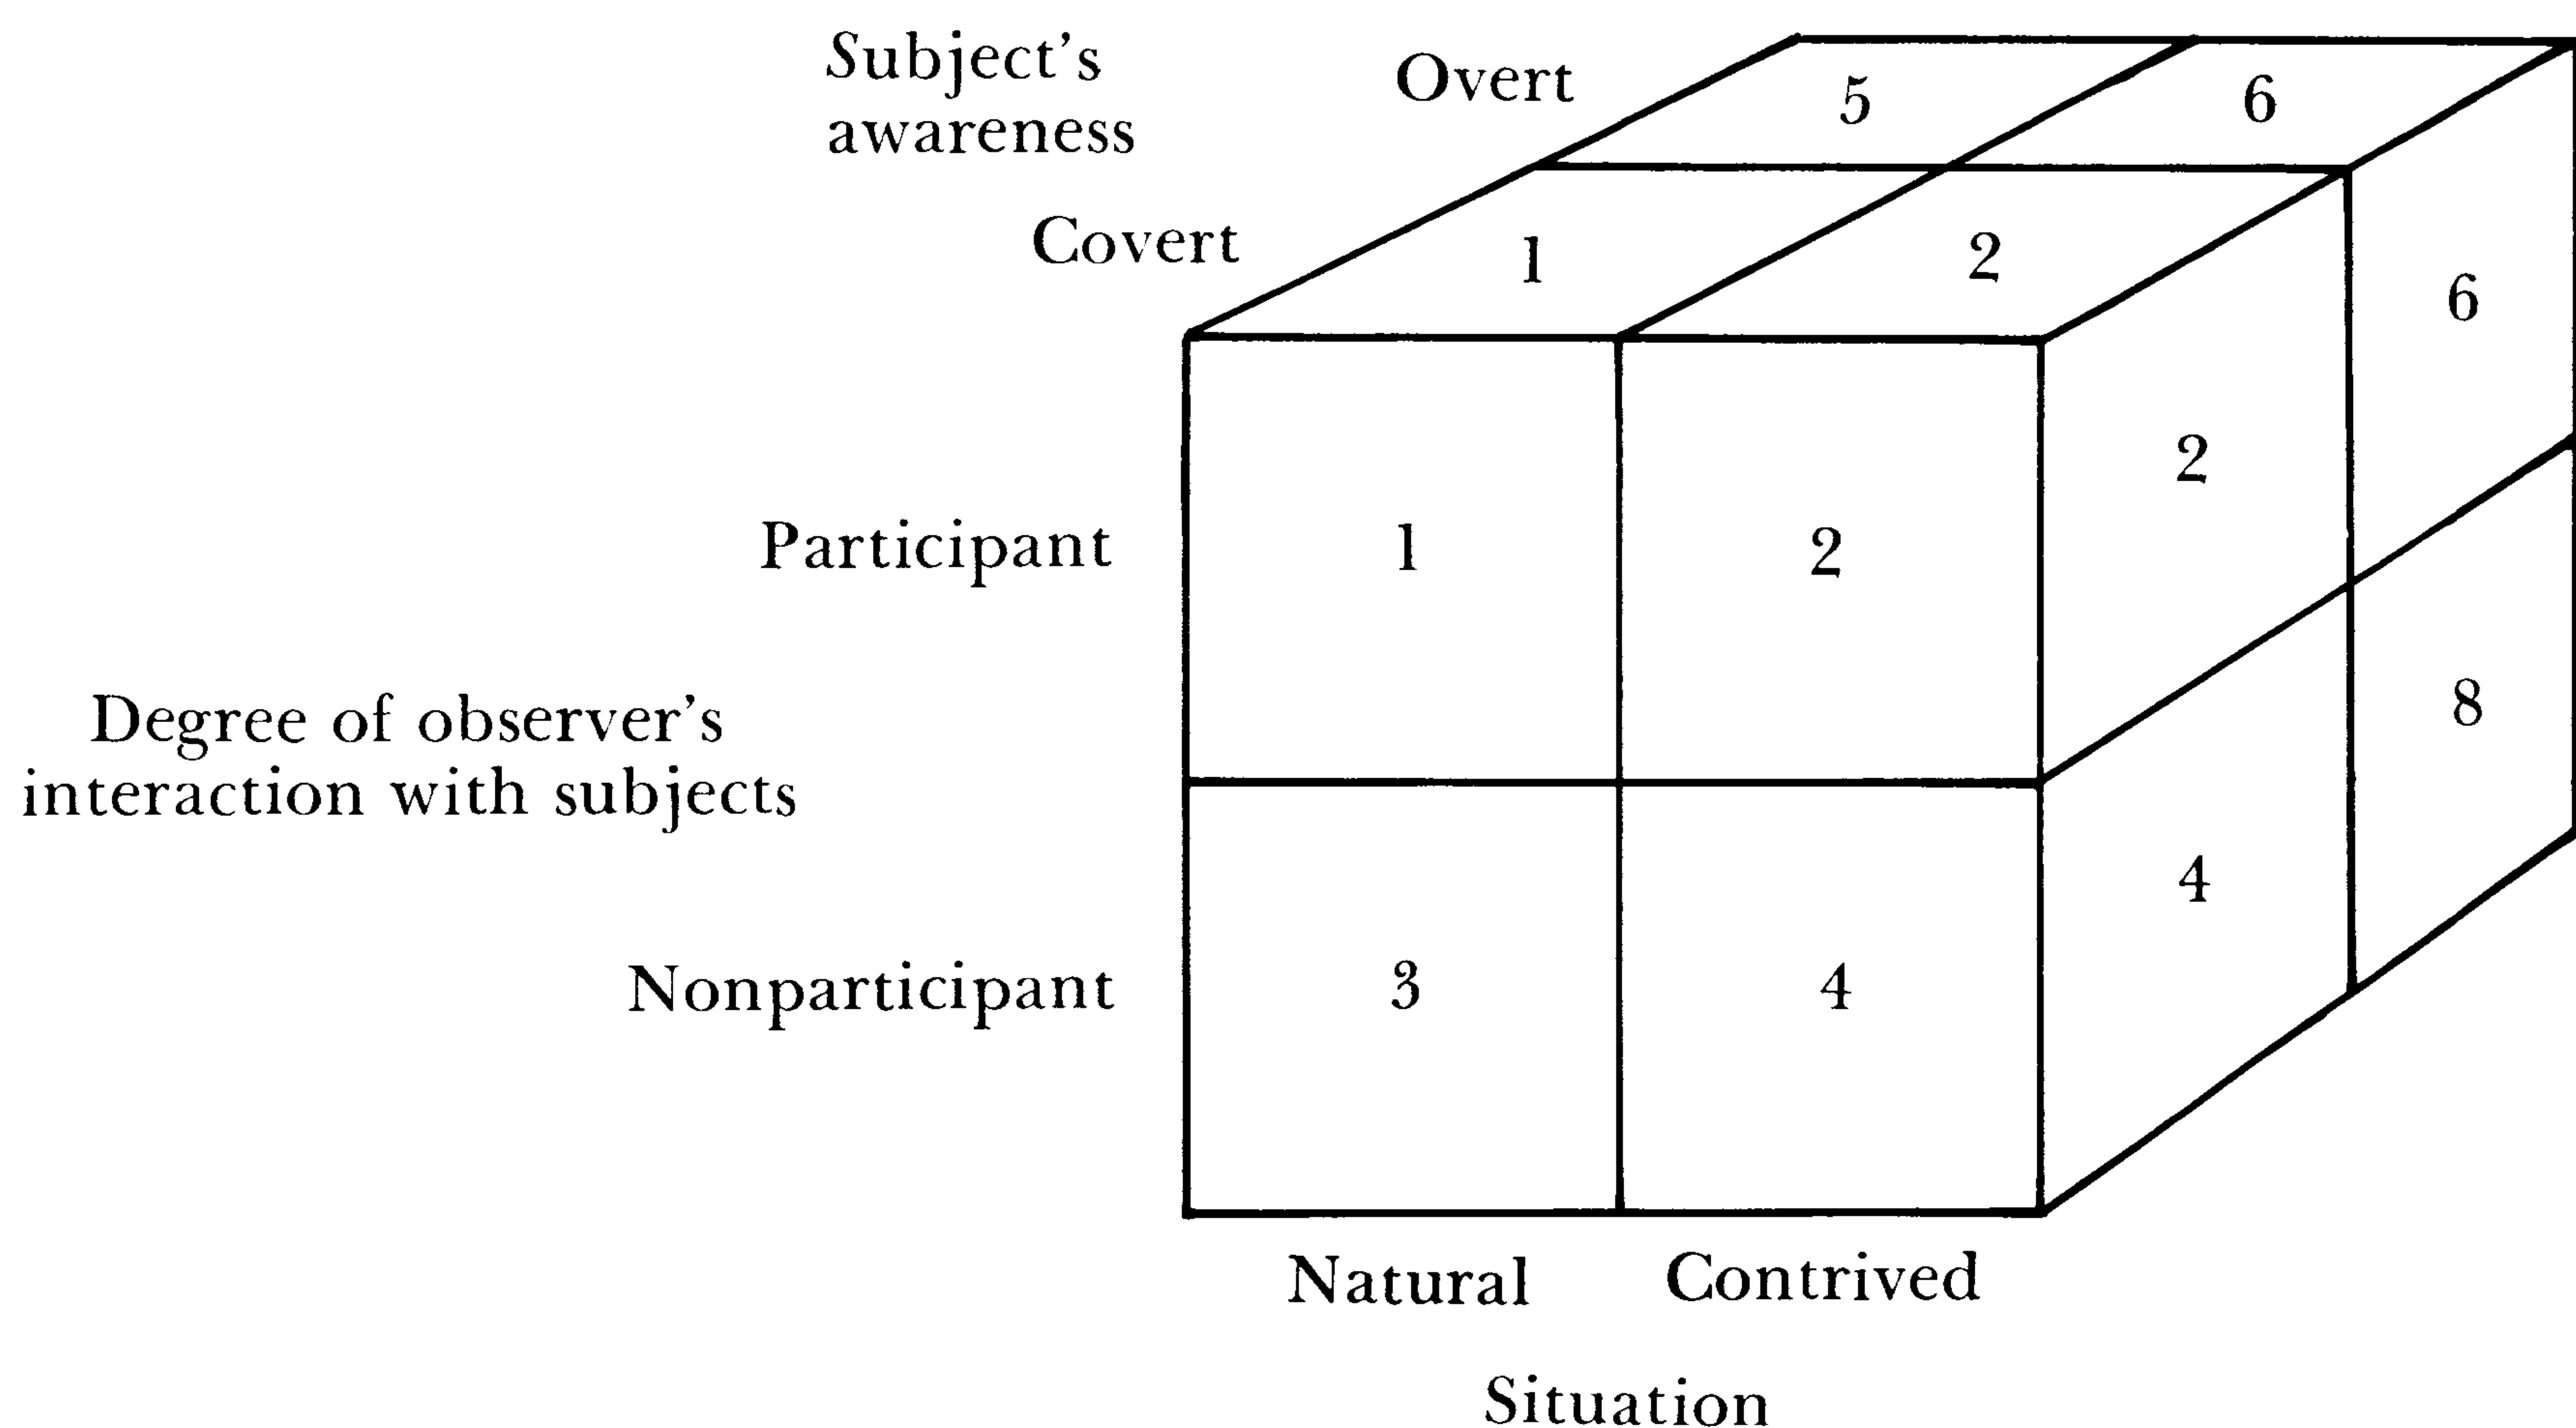 Subject's
awareness
Overt
5 6
Covert
1 2
6
Participant
1 2 2
Degree of observer's
interaction with subjects
8
Nonparticipant
3 4 4
Natural Contrived
Situation